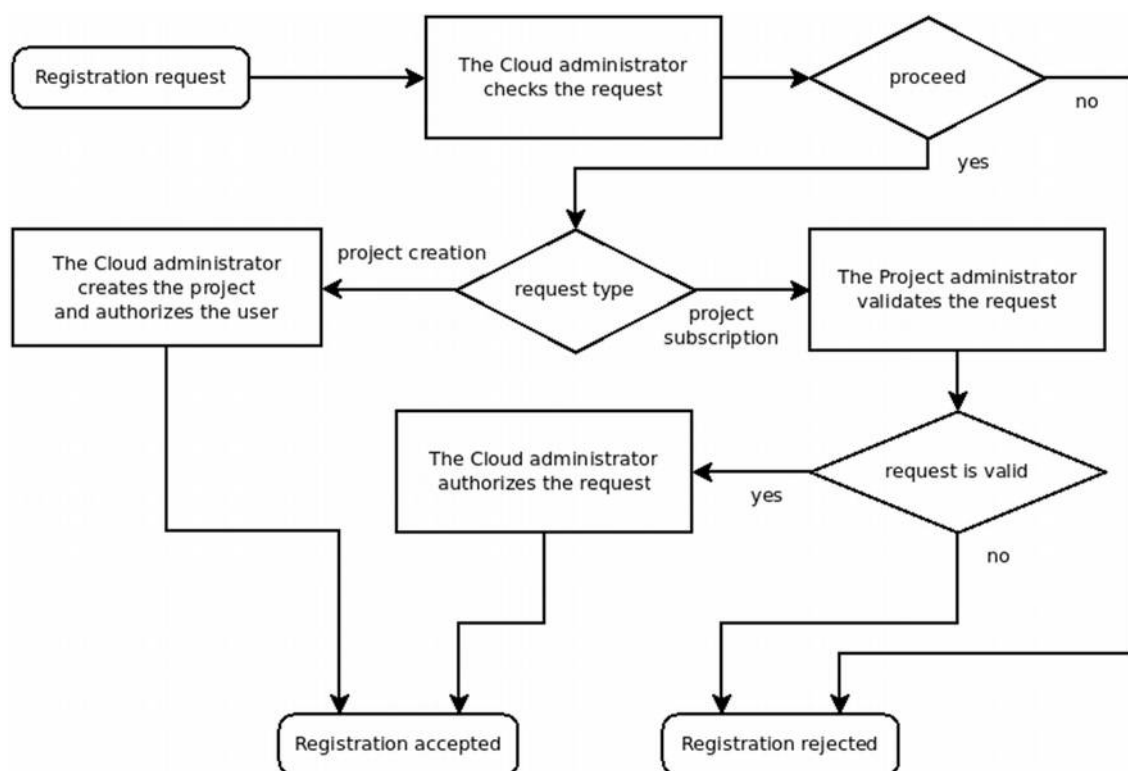 Registration request
The Cloud administrator
checks the request
proceed
no
yes
The Cloud administrator
creates the project
and authorizes the user
project creation
request type
project
subscription
The Project administrator
validates the request
The Cloud administrator
authorizes the request
yes
request is valid
no
Registration accepted
Registration rejected